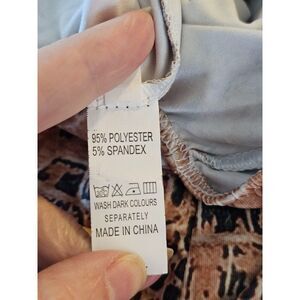 95% POLYESTER
5% SPANDEX
WASH DARK COLOURS
SEPARATELY
MADE IN CHINA